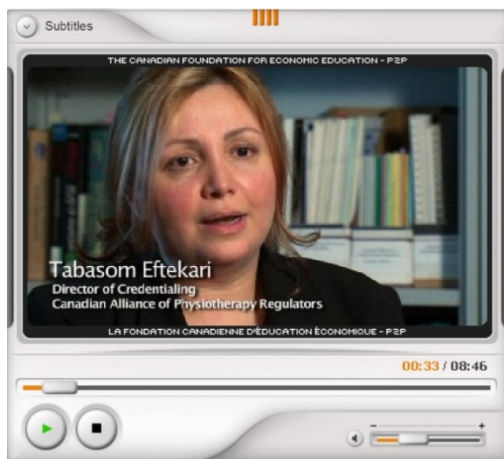 Subtitles
THE CANADIAN FOUNDATION FOR ECONOMIC EDUCATION - P2P
Tabasom Eftekari
Director of Credentialing
Canadian Alliance of Physiotherapy Regulators
LA FONDATION CANADIENNE D'ÉDUCATION ÈCONOMIQUE - P2P
00:33 / 08:46
- +